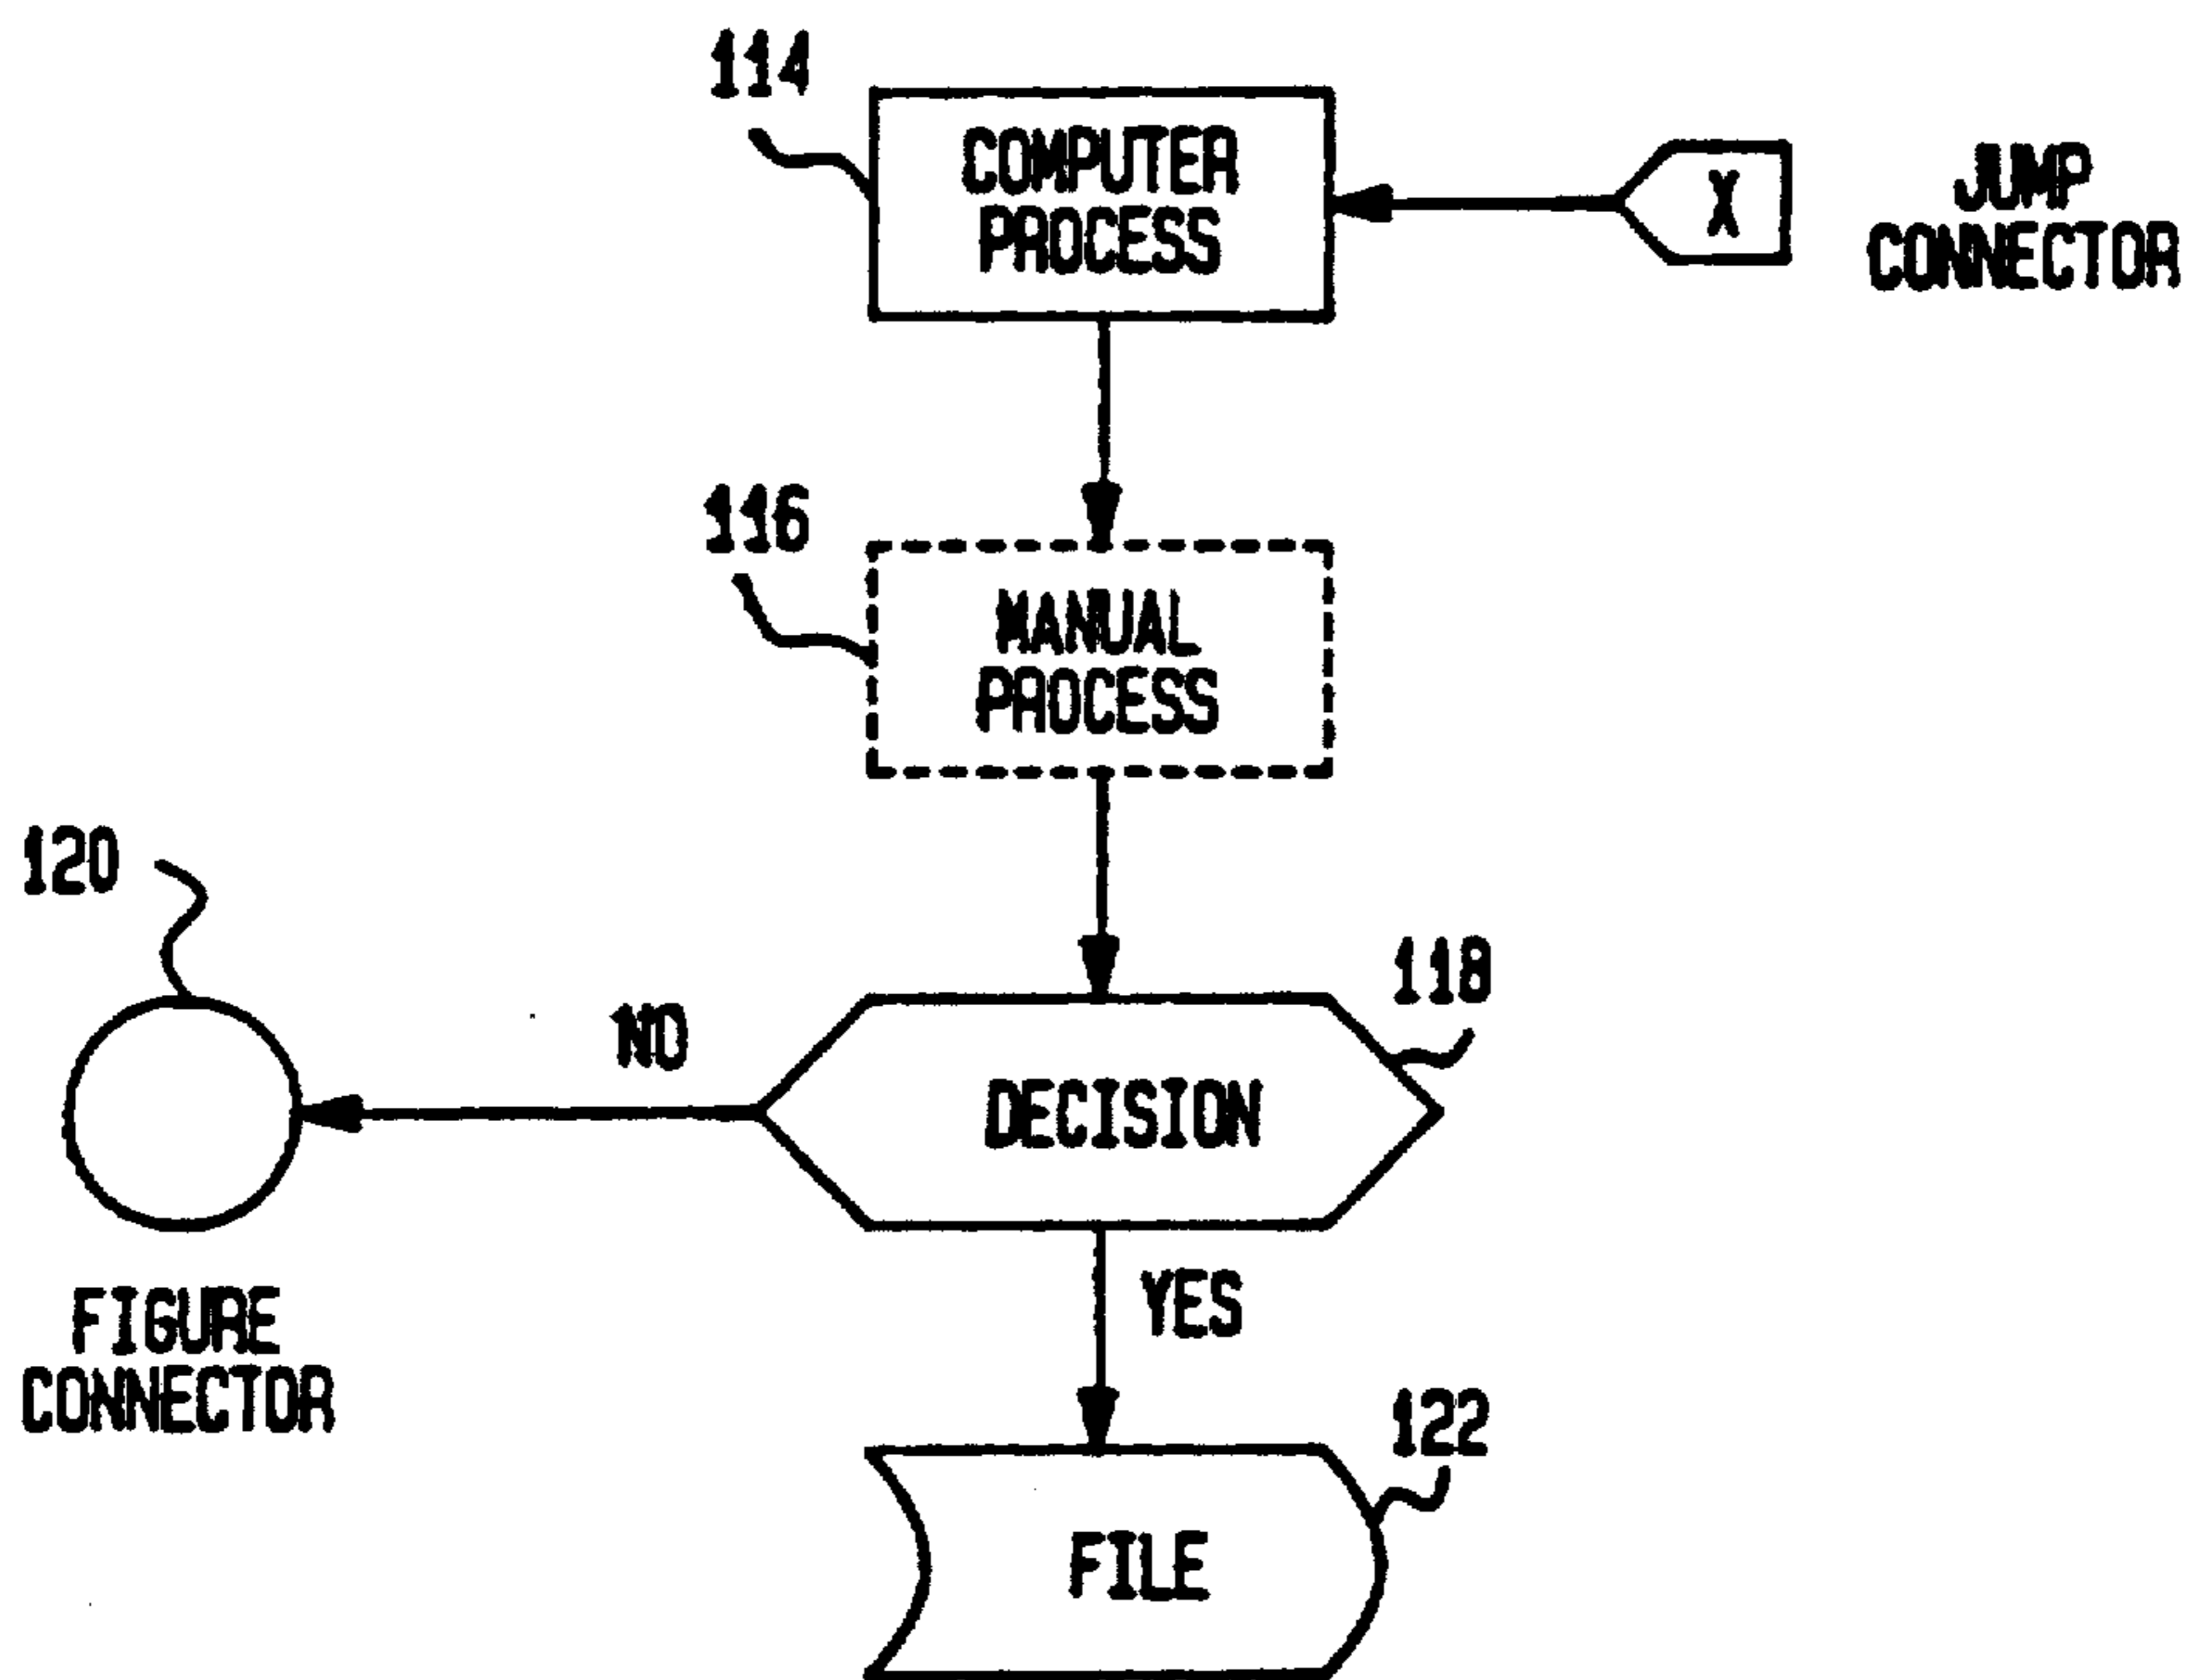 114
COMPUTER
PROCESS
X
JUMP
CONNECTOR
116
MANUAL
PROCESS
120
NO
118
DECISION
FIGURE
CONNECTOR
YES
122
FILE